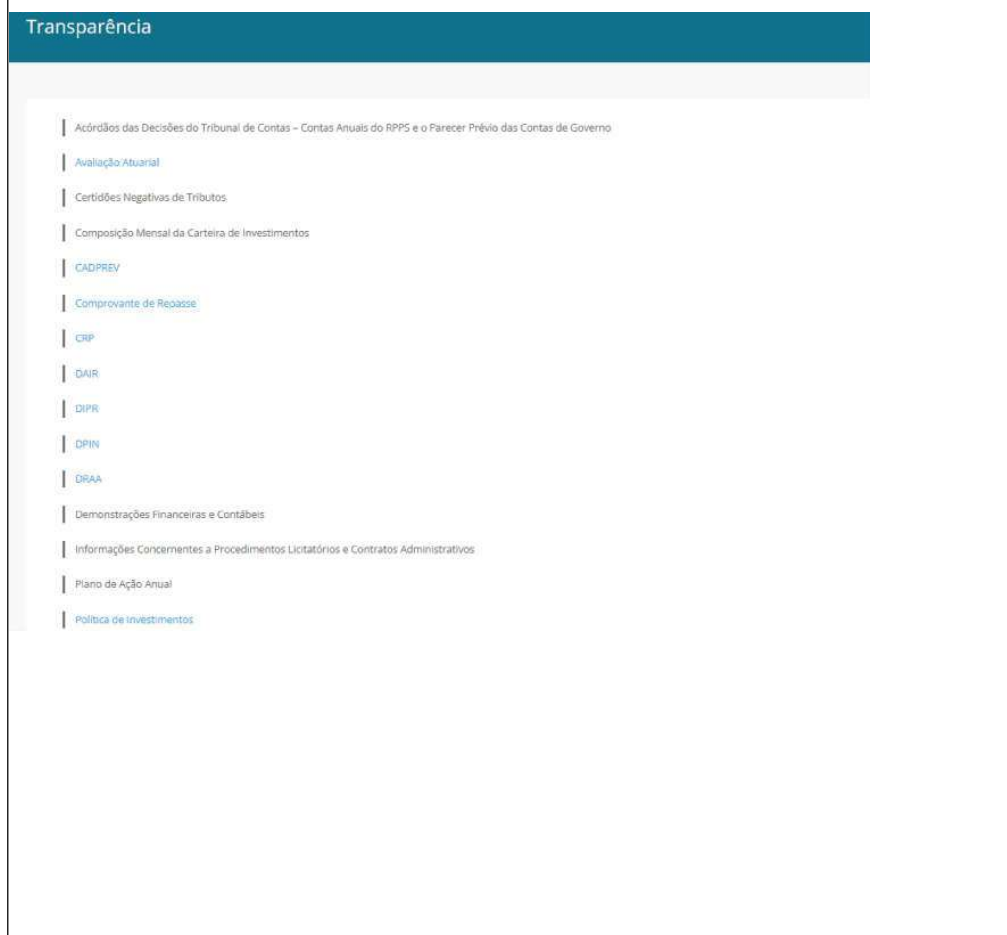 Transparência
Acórdãos das Decisões do Tribunal de Contas – Contas Anuais do RPPS e o Parecer Prévio das Contas de Governo
Avaliação Atuarial
Certidões Negativas de Tributos
Composição Mensal da Carteira de Investimentos
CADPREV
Comprovante de Repasse
CRP
DAIR
DIPR
DPIN
DRAA
Demonstrações Financeiras e Contábeis
Informações Concernentes a Procedimentos Licitatórios e Contratos Administrativos
Plano de Ação Anual
Política de Investimentos